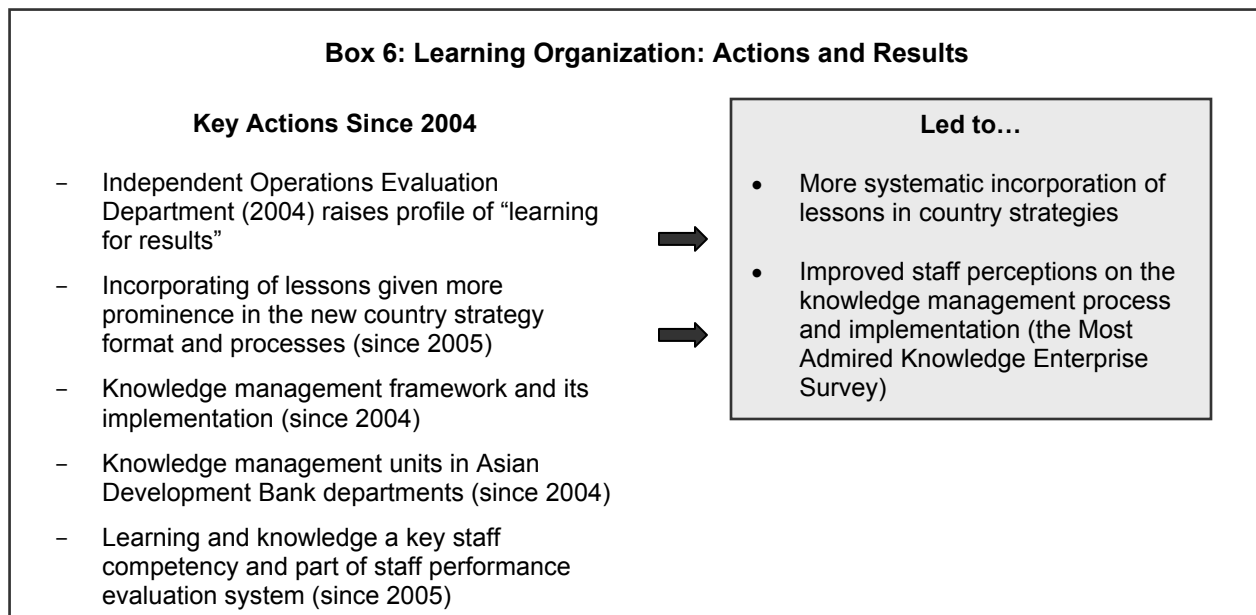 Box 6: Learning Organization: Actions and Results
Key Actions Since 2004
– Independent Operations Evaluation
Department (2004) raises profile of “learning
for results”
– Incorporating of lessons given more
prominence in the new country strategy
format and processes (since 2005)
– Knowledge management framework and its
implementation (since 2004)
– Knowledge management units in Asian
Development Bank departments (since 2004)
– Learning and knowledge a key staff
competency and part of staff performance
evaluation system (since 2005)
Led to…
• More systematic incorporation of
lessons in country strategies
• Improved staff perceptions on the
knowledge management process
and implementation (the Most
Admired Knowledge Enterprise
Survey)